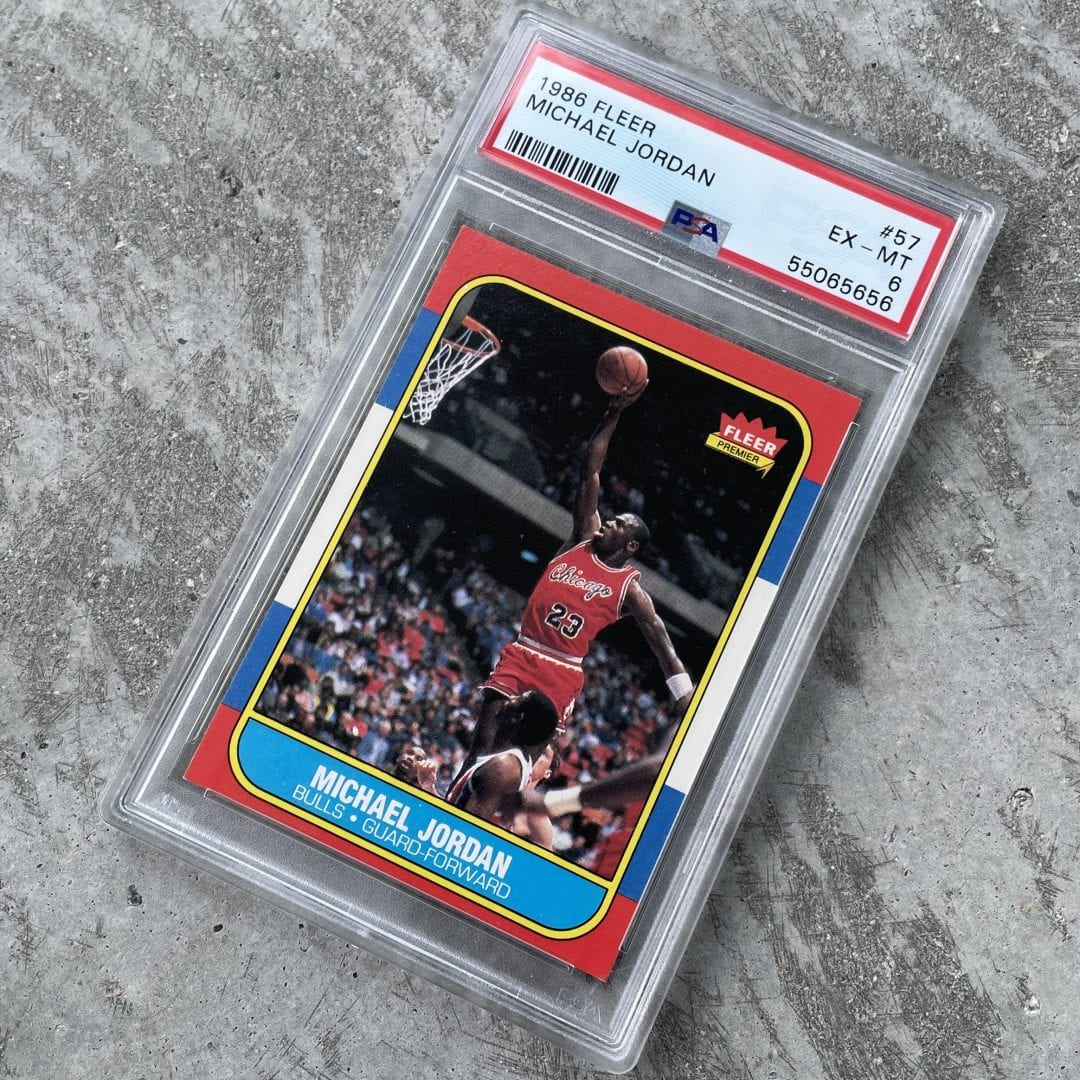 1986 FLEER
MICHAEL JORDAN
#57
EX - MT
6
55065656
PSA
FLEER
PREMIER
Chicago
23
MICHAEL JORDAN
BULLS • GUARD-FORWARD